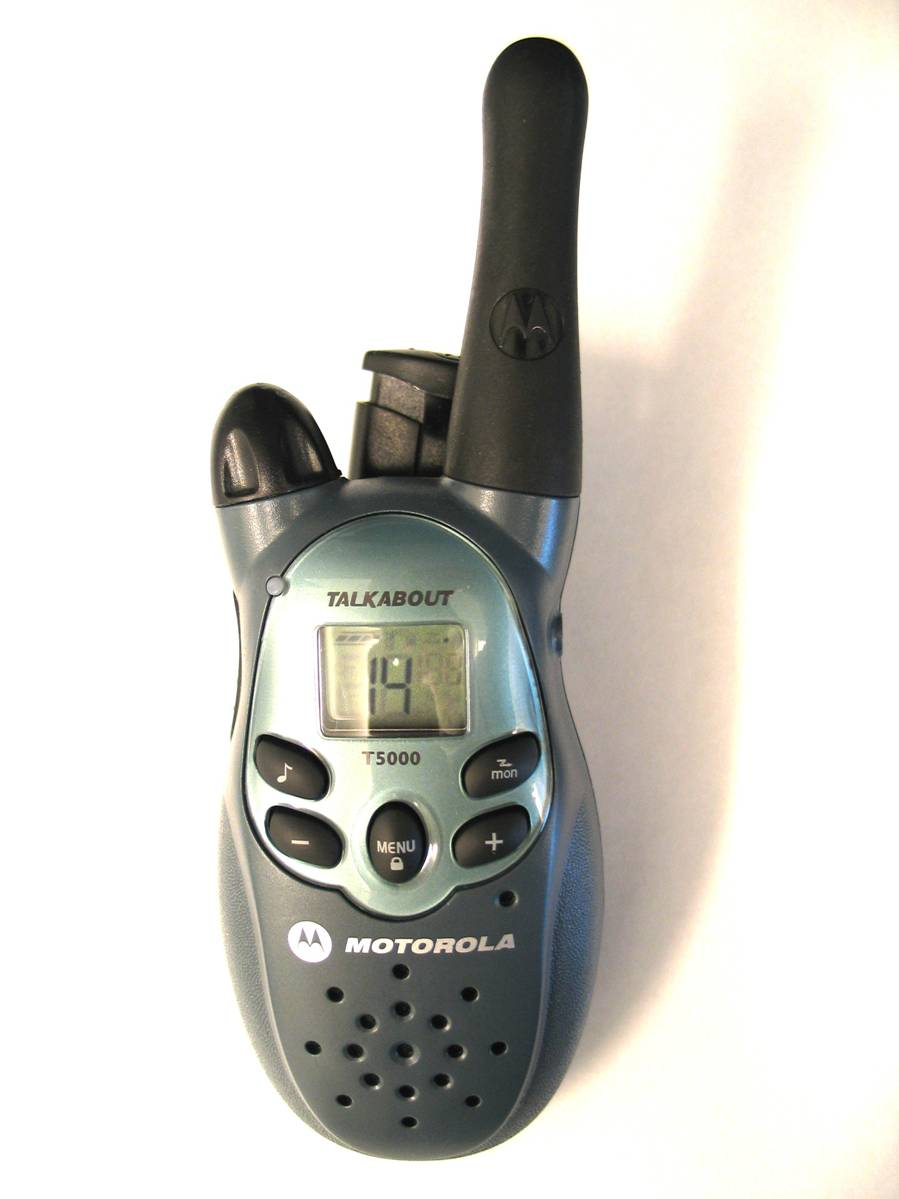 TALKABOUT
14
T5000
mon
−
MENU
+
MOTOROLA